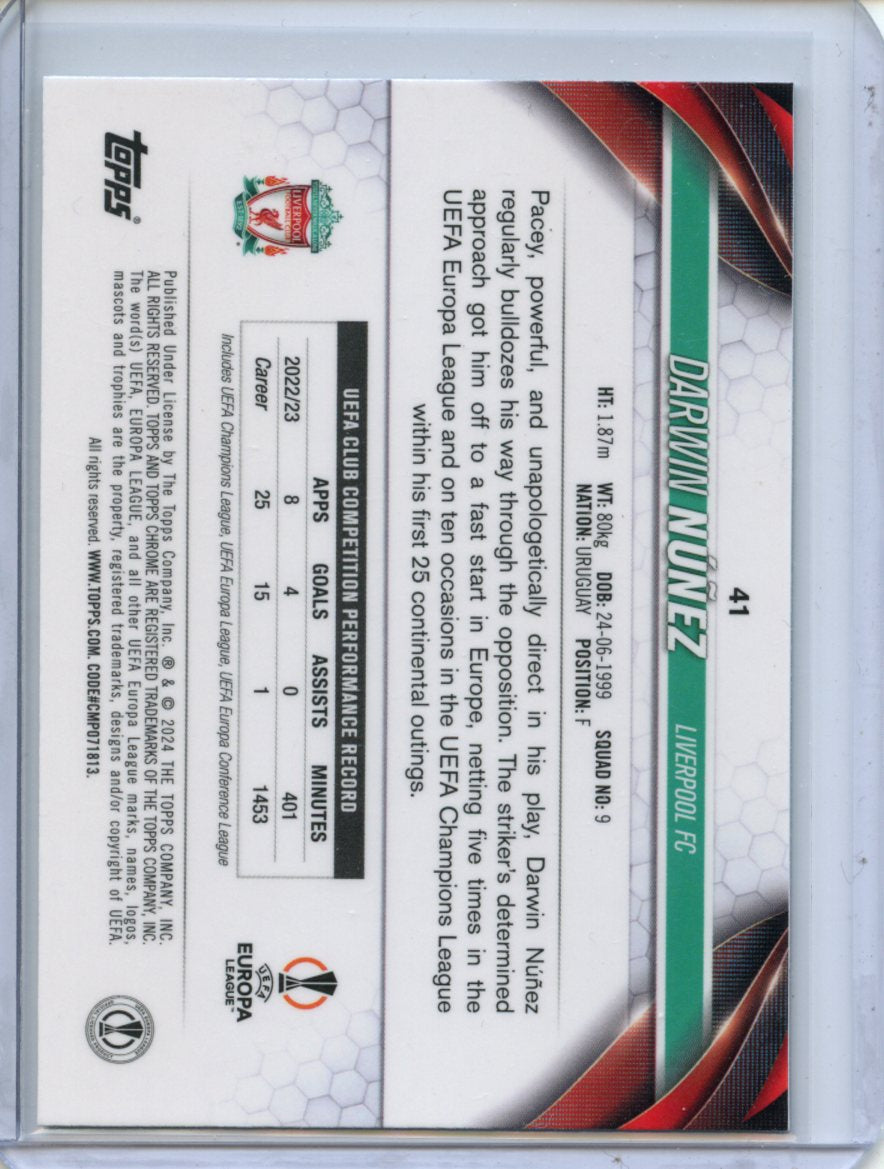 41
DARWIN NÚÑEZ LIVERPOOL FC
HT: 1.87m WT: 80kg DOB: 24-06-1999 SQUAD NO: 9
NATION: URUGUAY POSITION: F
Pacey, powerful, and unapologetically direct in his play, Darwin Núñez
regularly bulldozes his way through the opposition. The striker's determined
approach got him off to a fast start in Europe, netting five times in the
UEFA Europa League and on ten occasions in the UEFA Champions League
within his first 25 continental outings.
UEFA CLUB COMPETITION PERFORMANCE RECORD
APPS GOALS ASSISTS MINUTES
2022/23 8 4 0 401
Career 25 15 1 1453
Includes UEFA Champions League, UEFA Europa League, UEFA Europa Conference League
LIVERPOOL
UEFA
EUROPA
LEAGUE™
topps®
Published Under License by The Topps Company, Inc. ® & © 2024 THE TOPPS COMPANY, INC.
ALL RIGHTS RESERVED. TOPPS AND TOPPS CHROME ARE REGISTERED TRADEMARKS OF THE TOPPS COMPANY, INC.
The word(s) UEFA, EUROPA LEAGUE, and all other UEFA Europa League marks, names, logos,
mascots and trophies are the property, registered trademarks, designs and/or copyright of UEFA.
All rights reserved. WWW.TOPPS.COM. CODE#CMP071813.